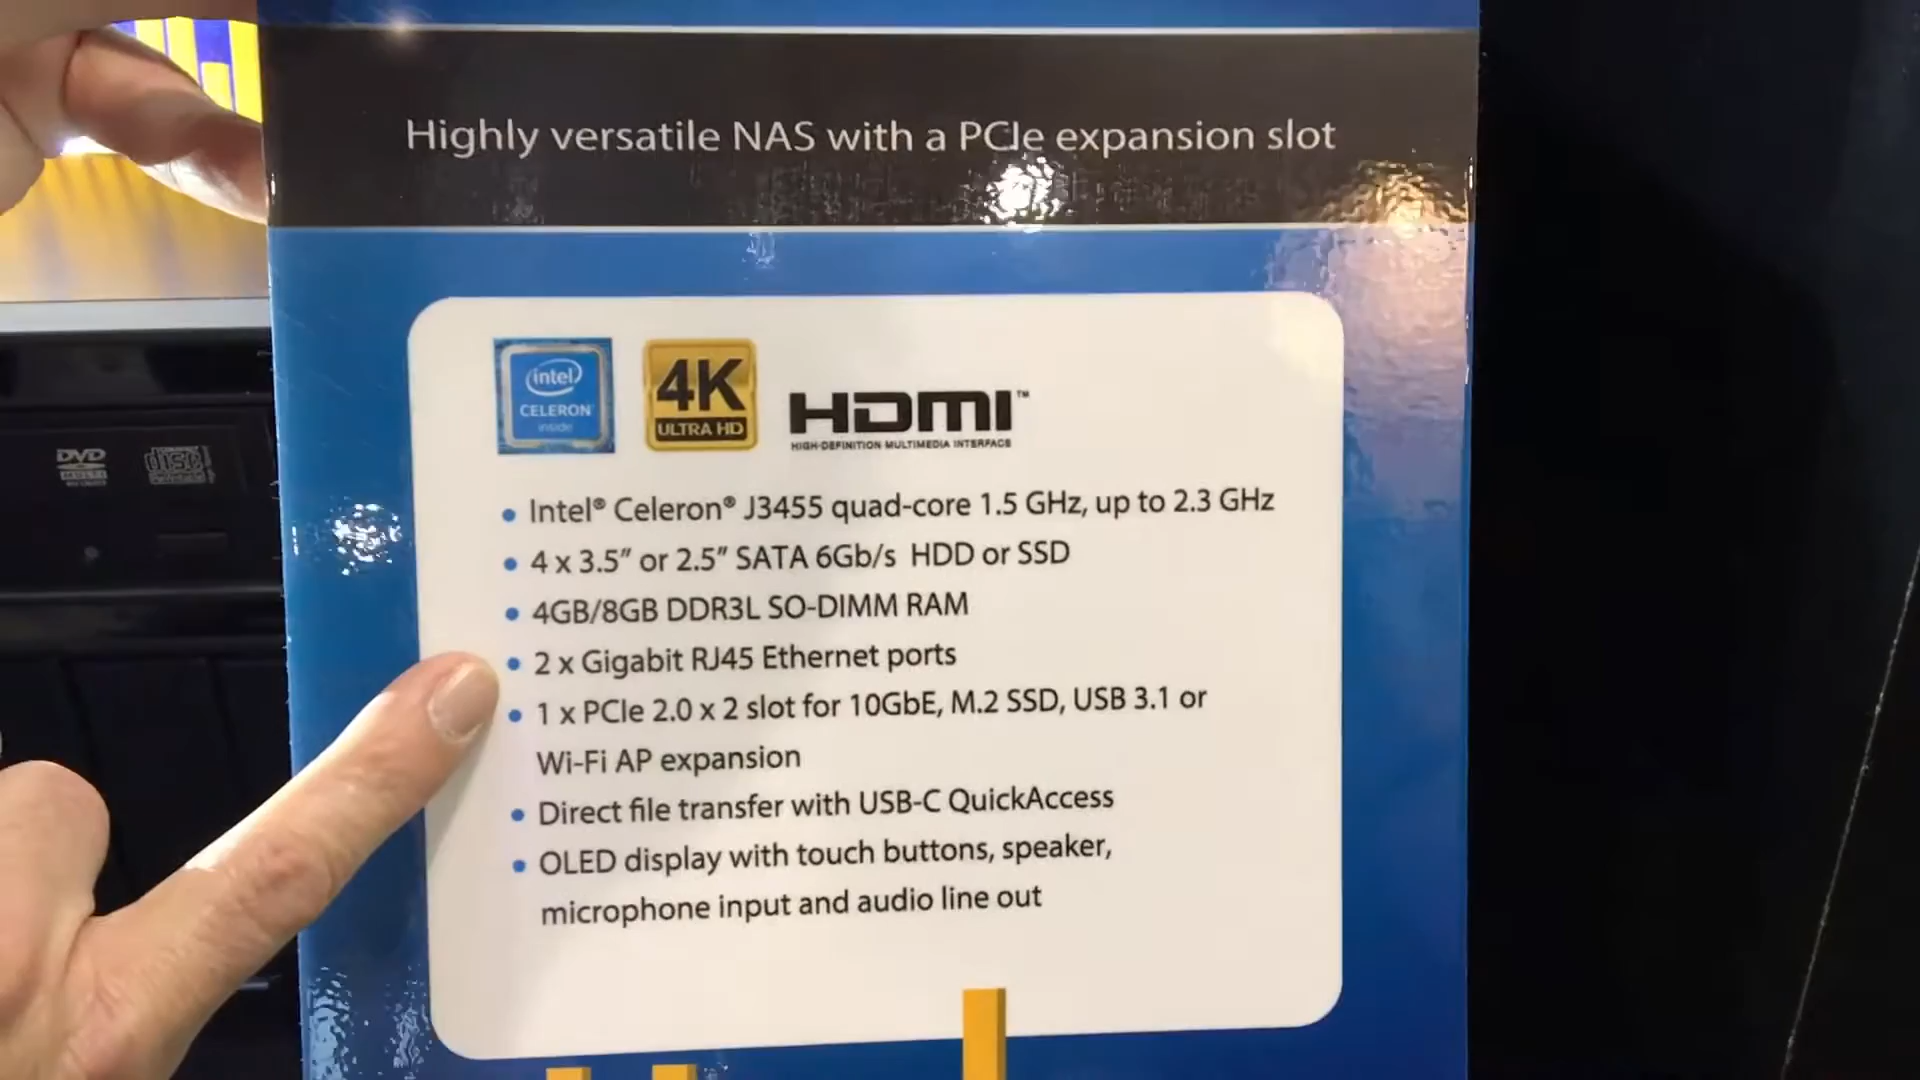 Highly versatile NAS with a PCIe expansion slot
intel CELERON inside
4K ULTRA HD
HDMI™
HIGH-DEFINITION MULTIMEDIA INTERFACE
• Intel® Celeron® J3455 quad-core 1.5 GHz, up to 2.3 GHz
• 4 x 3.5” or 2.5” SATA 6Gb/s HDD or SSD
• 4GB/8GB DDR3L SO-DIMM RAM
• 2 x Gigabit RJ45 Ethernet ports
• 1 x PCIe 2.0 x 2 slot for 10GbE, M.2 SSD, USB 3.1 or
Wi-Fi AP expansion
• Direct file transfer with USB-C QuickAccess
• OLED display with touch buttons, speaker,
microphone input and audio line out
DVD
MULTI
disc